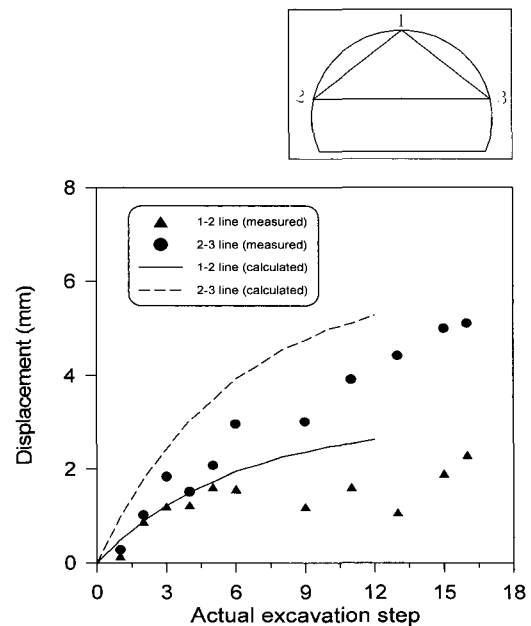 1
2
3
8
6
4
2
0
Displacement (mm)
1-2 line (measured)
2-3 line (measured)
1-2 line (calculated)
2-3 line (calculated)
0 3 6 9 12 15 18
Actual excavation step